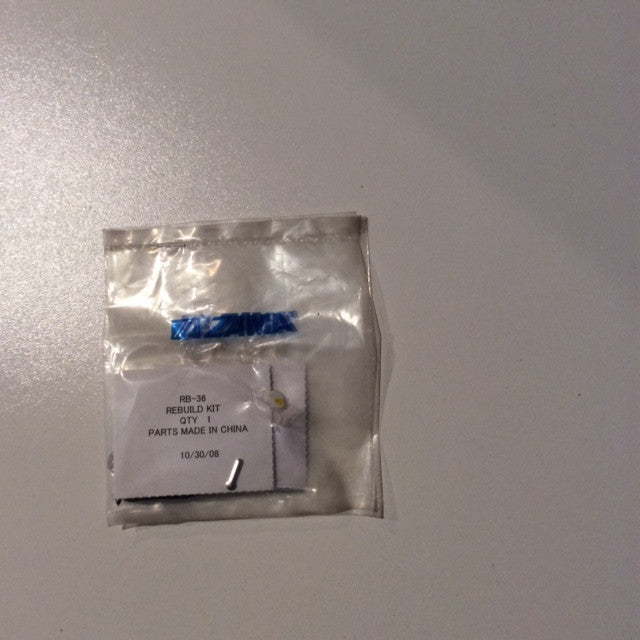 RB-36
REBUILD KIT
QTY 1
PARTS MADE IN CHINA
10/30/08